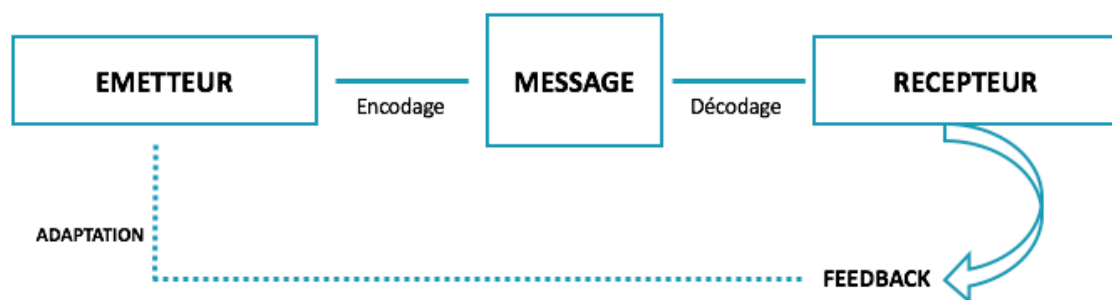 EMETTEUR
Encodage
MESSAGE
Décodage
RECEPTEUR
ADAPTATION
FEEDBACK